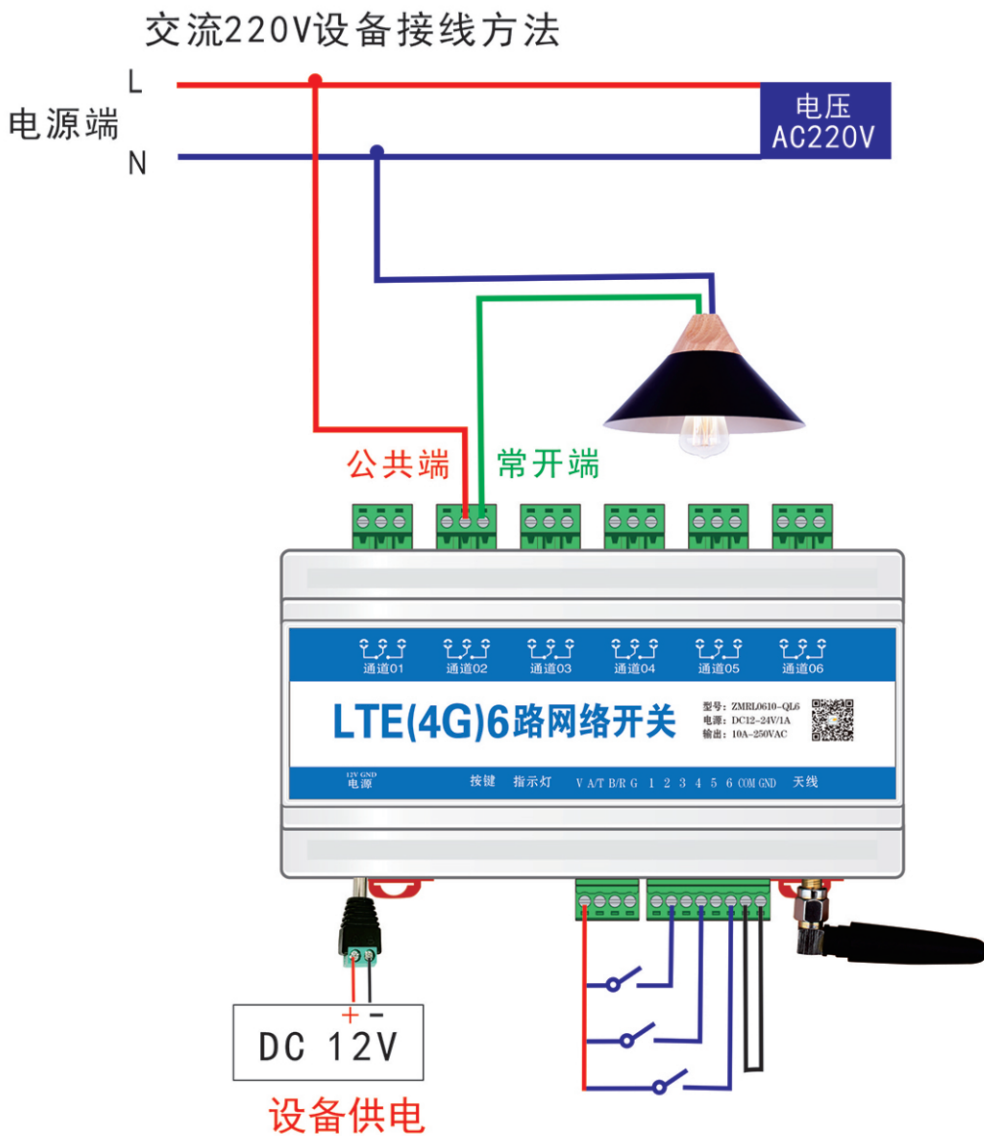 交流220V设备接线方法
L
电源端
N
电压
AC220V
公共端
常开端
通道01 通道02 通道03 通道04 通道05 通道06
LTE(4G)6路网络开关
型号：ZMRL0610-QL6
电源：DC12-24V/1A
输出：10A-250VAC
12V GND
电源 按键 指示灯 V A/T B/R G 1 2 3 4 5 6 COM GND 天线
+ −
DC 12V
设备供电